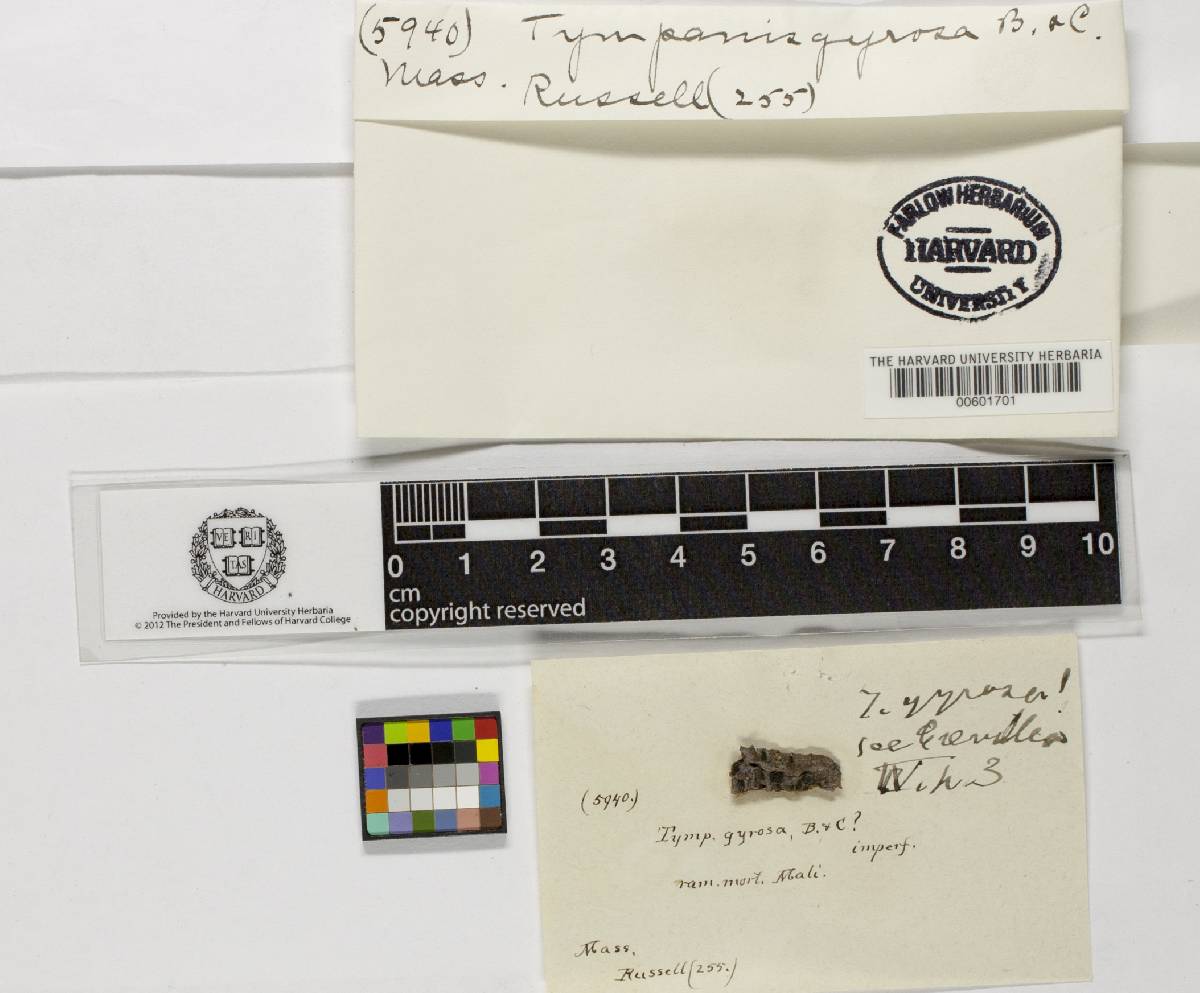 (5940) Tympanis gyrosa B. & C.
Mass. Russell (255)
FARLOW HERBARIUM
HARVARD
UNIVERSITY
THE HARVARD UNIVERSITY HERBARIA
00601701
VE RI
TAS
HARVARD
Provided by the Harvard University Herbaria
© 2012 The President and Fellows of Harvard College
0 1 2 3 4 5 6 7 8 9 10
cm
copyright reserved
T. gyrosa!
see Grevillea
IV. p 3
(5940.)
Tymp. gyrosa, B. & C?
imperf.
ram. mort. Mali.
Mass.
Russell (255.)